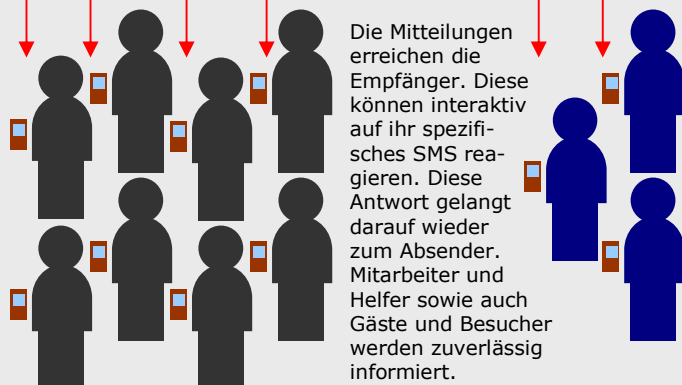 Die Mitteilungen
erreichen die
Empfänger. Diese
können interaktiv
auf ihr spezifi-
sches SMS rea-
gieren. Diese
Antwort gelangt
darauf wieder
zum Absender.
Mitarbeiter und
Helfer sowie auch
Gäste und Besucher
werden zuverlässig
informiert.